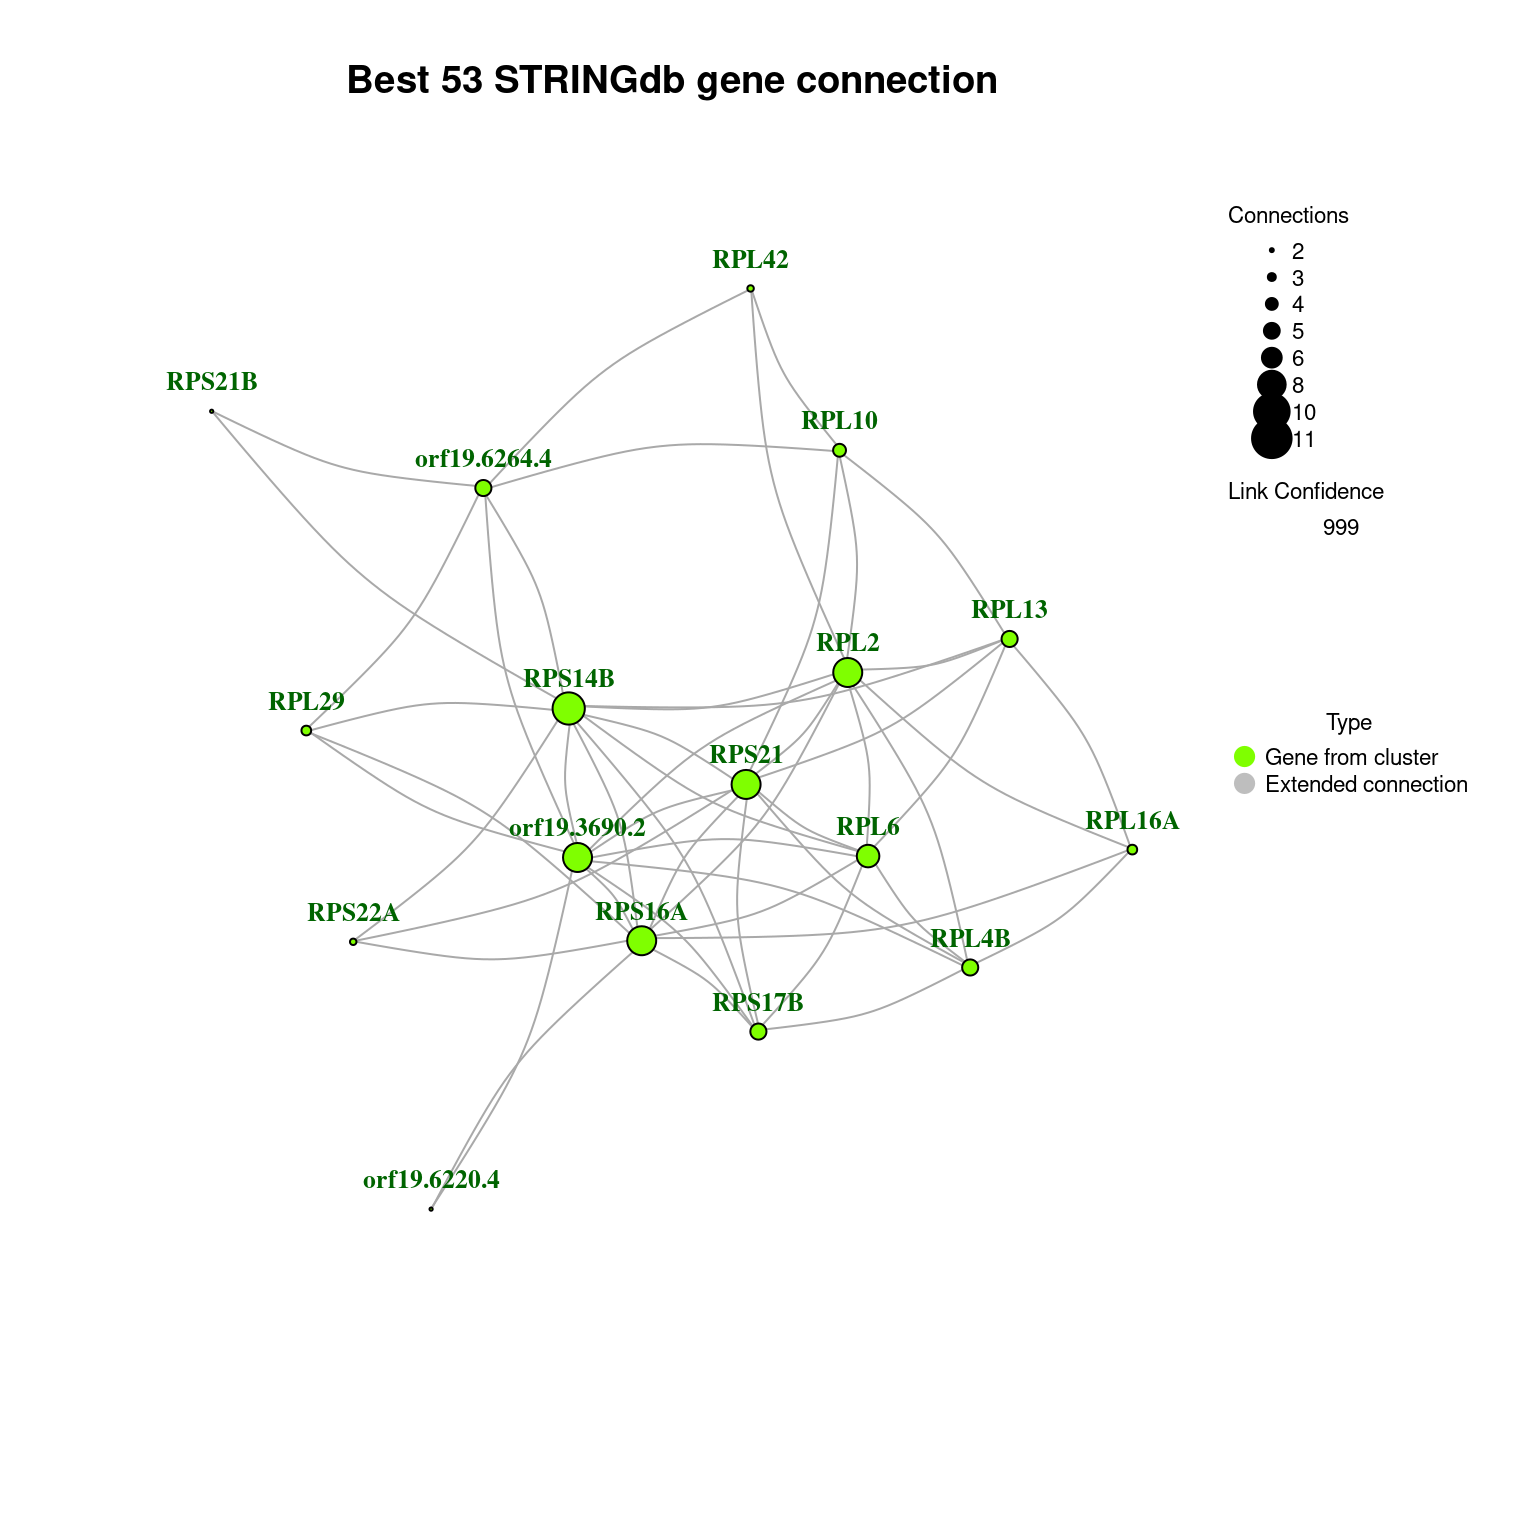 Best 53 STRINGdb gene connection
Connections
2
3
4
5
6
8
10
11
Link Confidence
999
Type
Gene from cluster
Extended connection
RPL42
RPS21B
RPL10
orf19.6264.4
RPL13
RPL2
RPS14B
RPL29
RPS21
RPL16A
orf19.3690.2
RPL6
RPS22A
RPS16A
RPL4B
RPS17B
orf19.6220.4